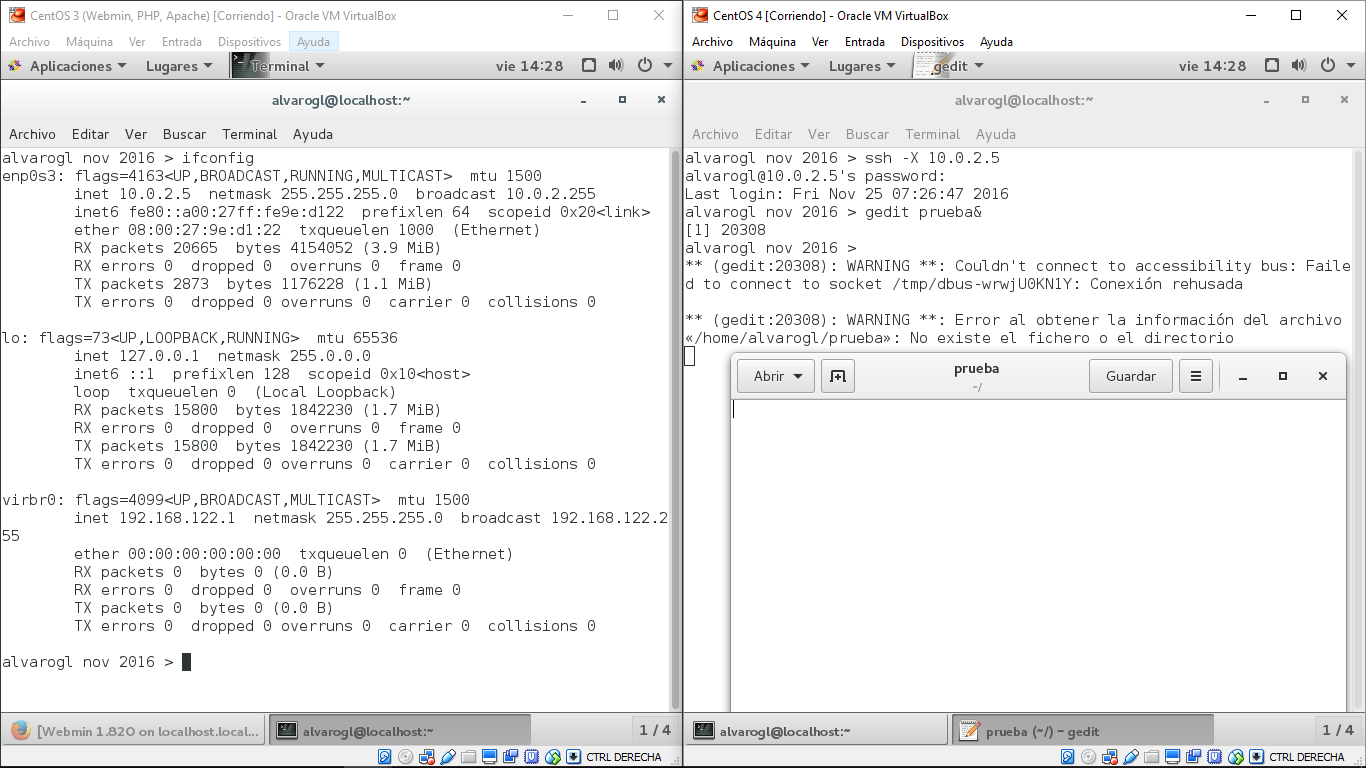 CentOS 3 (Webmin, PHP, Apache) [Corriendo] - Oracle VM VirtualBox
Archivo Máquina Ver Entrada Dispositivos Ayuda
Aplicaciones Lugares Terminal vie 14:28
alvarogl@localhost:~
Archivo Editar Ver Buscar Terminal Ayuda
alvarogl nov 2016 > ifconfig
enp0s3: flags=4163<UP,BROADCAST,RUNNING,MULTICAST>  mtu 1500
        inet 10.0.2.5  netmask 255.255.255.0  broadcast 10.0.2.255
        inet6 fe80::a00:27ff:fe9e:d122  prefixlen 64  scopeid 0x20<link>
        ether 08:00:27:9e:d1:22  txqueuelen 1000  (Ethernet)
        RX packets 20665  bytes 4154052 (3.9 MiB)
        RX errors 0  dropped 0  overruns 0  frame 0
        TX packets 2873  bytes 1176228 (1.1 MiB)
        TX errors 0  dropped 0 overruns 0  carrier 0  collisions 0
lo: flags=73<UP,LOOPBACK,RUNNING>  mtu 65536
        inet 127.0.0.1  netmask 255.0.0.0
        inet6 ::1  prefixlen 128  scopeid 0x10<host>
        loop  txqueuelen 0  (Local Loopback)
        RX packets 15800  bytes 1842230 (1.7 MiB)
        RX errors 0  dropped 0  overruns 0  frame 0
        TX packets 15800  bytes 1842230 (1.7 MiB)
        TX errors 0  dropped 0 overruns 0  carrier 0  collisions 0
virbr0: flags=4099<UP,BROADCAST,MULTICAST>  mtu 1500
        inet 192.168.122.1  netmask 255.255.255.0  broadcast 192.168.122.2
55
        ether 00:00:00:00:00:00  txqueuelen 0  (Ethernet)
        RX packets 0  bytes 0 (0.0 B)
        RX errors 0  dropped 0  overruns 0  frame 0
        TX packets 0  bytes 0 (0.0 B)
        TX errors 0  dropped 0 overruns 0  carrier 0  collisions 0
alvarogl nov 2016 >
[Webmin 1.820 on localhost.local... alvarogl@localhost:~ 1 / 4
CTRL DERECHA
CentOS 4 [Corriendo] - Oracle VM VirtualBox
Archivo Máquina Ver Entrada Dispositivos Ayuda
Aplicaciones Lugares gedit vie 14:28
alvarogl@localhost:~
Archivo Editar Ver Buscar Terminal Ayuda
alvarogl nov 2016 > ssh -X 10.0.2.5
alvarogl@10.0.2.5's password:
Last login: Fri Nov 25 07:26:47 2016
alvarogl nov 2016 > gedit prueba&
[1] 20308
alvarogl nov 2016 >
** (gedit:20308): WARNING **: Couldn't connect to accessibility bus: Faile
d to connect to socket /tmp/dbus-wrwjU0KN1Y: Conexión rehusada
** (gedit:20308): WARNING **: Error al obtener la información del archivo
«/home/alvarogl/prueba»: No existe el fichero o el directorio
Abrir prueba Guardar
~/
alvarogl@localhost:~ prueba (~/) - gedit 1 / 4
CTRL DERECHA